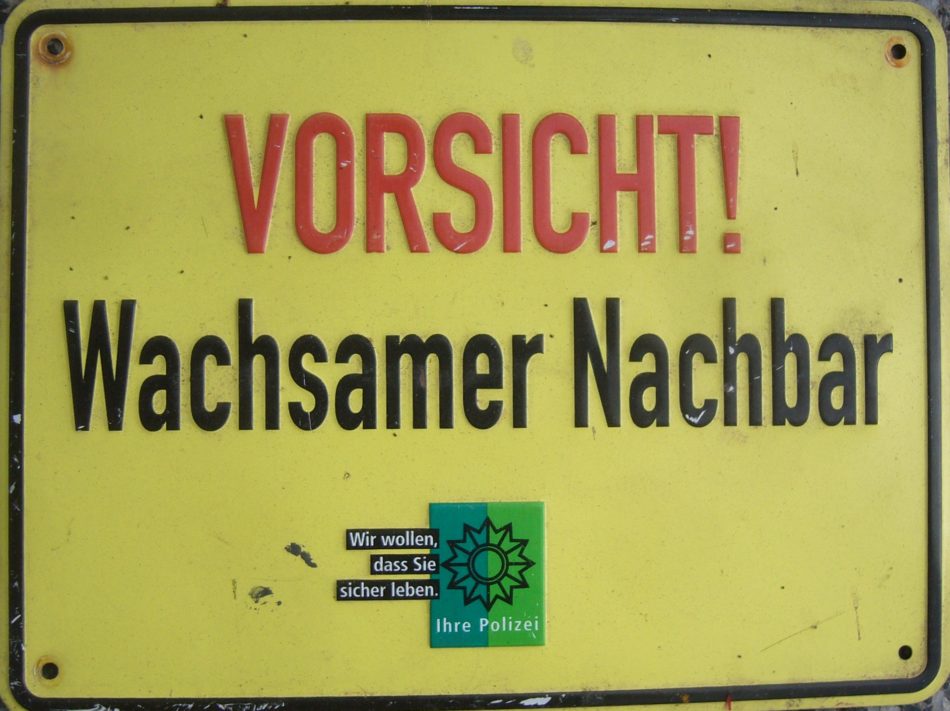 VORSICHT!
Wachsamer Nachbar
Wir wollen,
dass Sie
sicher leben.
Ihre Polizei